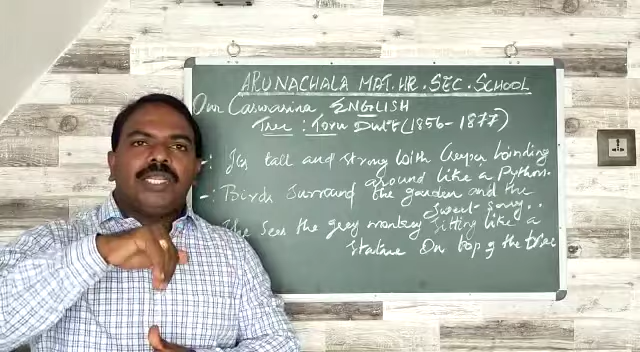 ARUNACHALA MAT. HR. SEC. SCHOOL
Our Casuarina ENGLISH
Tree : Toru Dutt (1856-1877)
-: Its tall and strong with Creeper binding
around like a Python.
-: Birds Surround the garden and the
Sweet song..
She sees the grey monkey Sitting like a
Statue On top of the tree